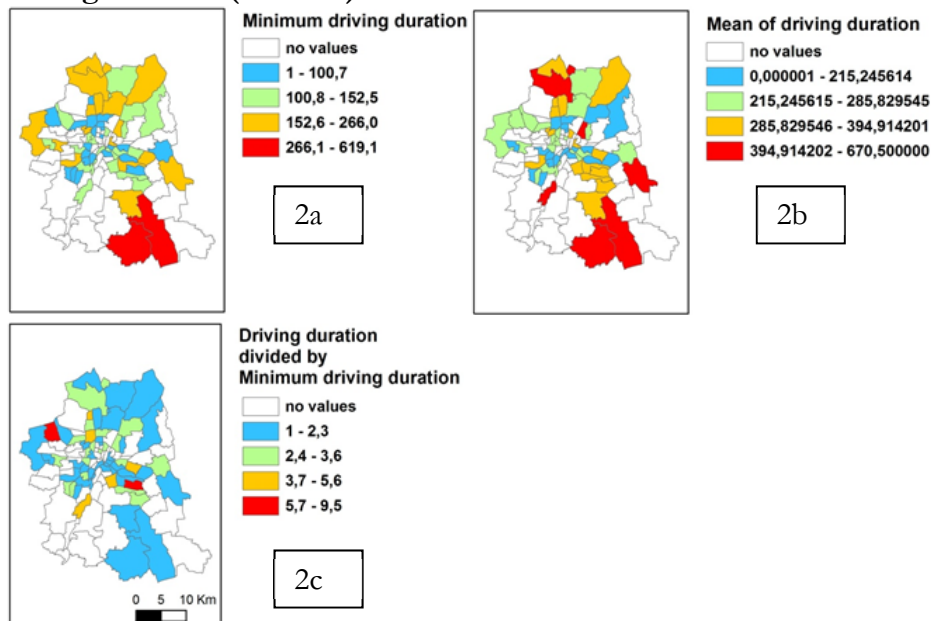 Minimum driving duration
no values
1 - 100,7
100,8 - 152,5
152,6 - 266,0
266,1 - 619,1
2a
Mean of driving duration
no values
0,000001 - 215,245614
215,245615 - 285,829545
285,829546 - 394,914201
394,914202 - 670,500000
2b
Driving duration
divided by
Minimum driving duration
no values
1 - 2,3
2,4 - 3,6
3,7 - 5,6
5,7 - 9,5
2c
0 5 10 Km